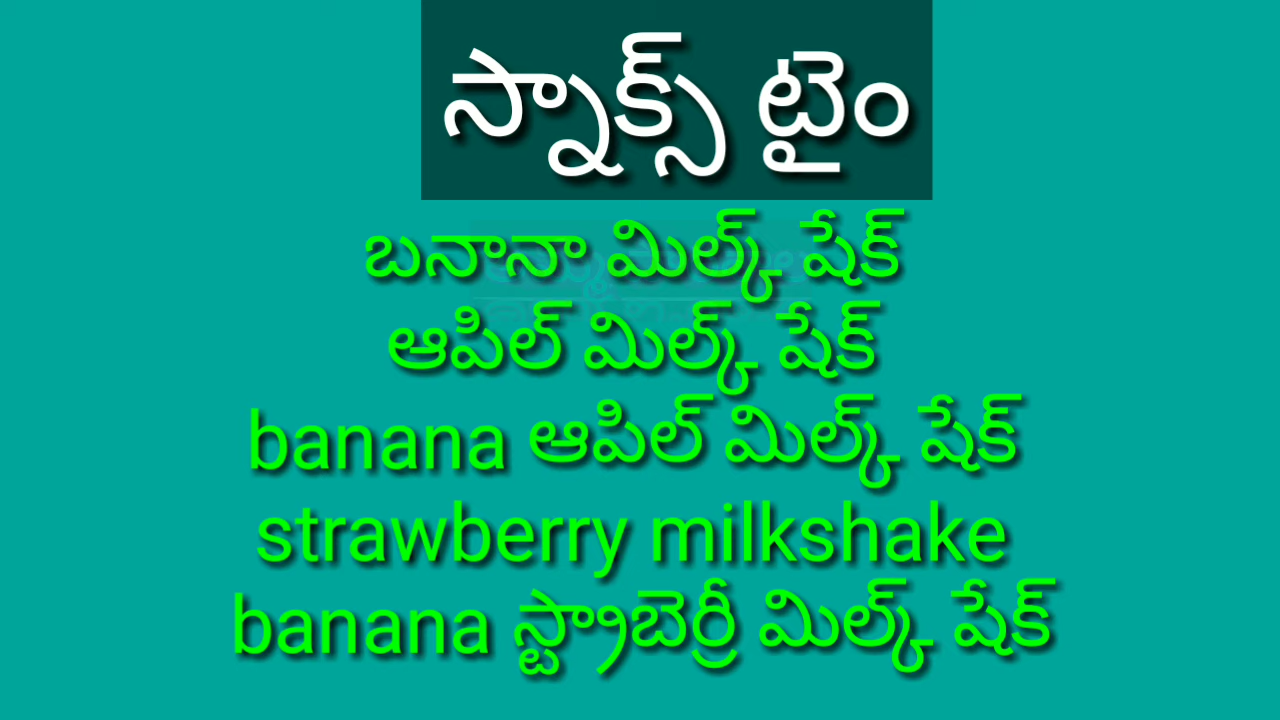 స్నాక్స్ టైం
బనానా మిల్క్ షేక్
ఆపిల్ మిల్క్ షేక్
banana ఆపిల్ మిల్క్ షేక్
strawberry milkshake
banana స్ట్రాబెర్రీ మిల్క్ షేక్